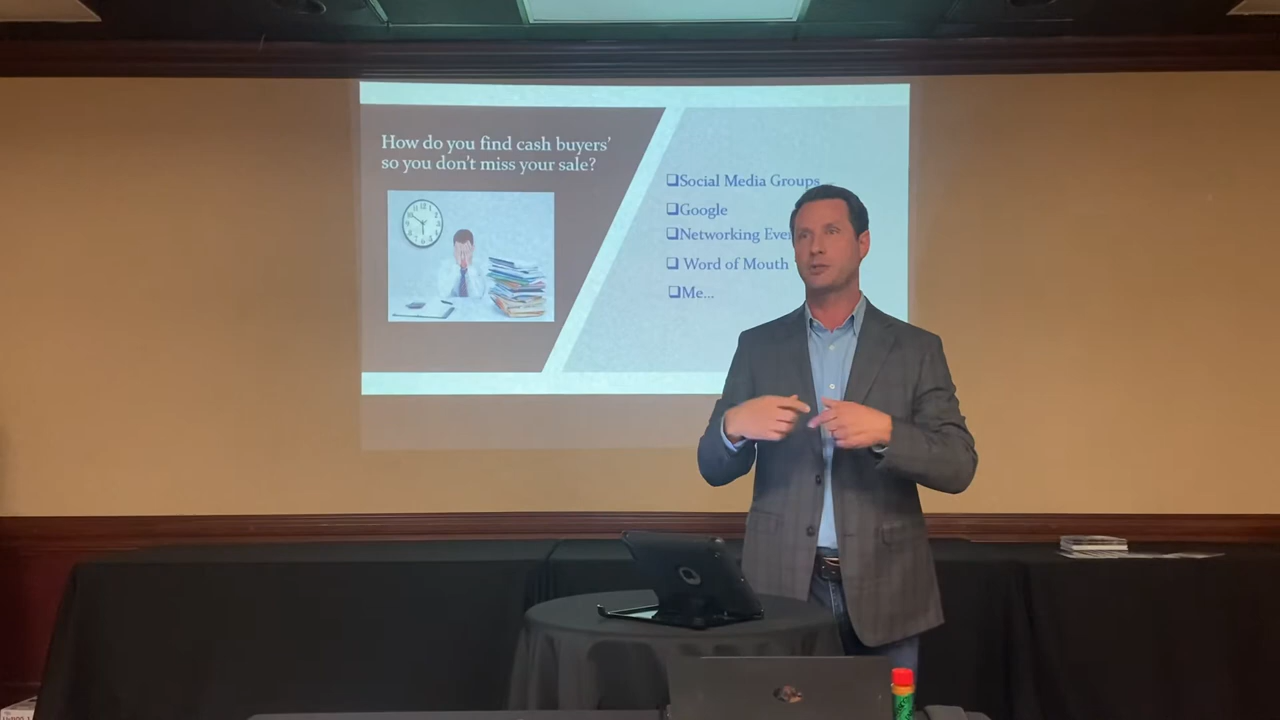 How do you find cash buyers'
so you don't miss your sale?
❑Social Media Groups
❑Google
❑Networking
❑ Word of Mouth
❑Me...